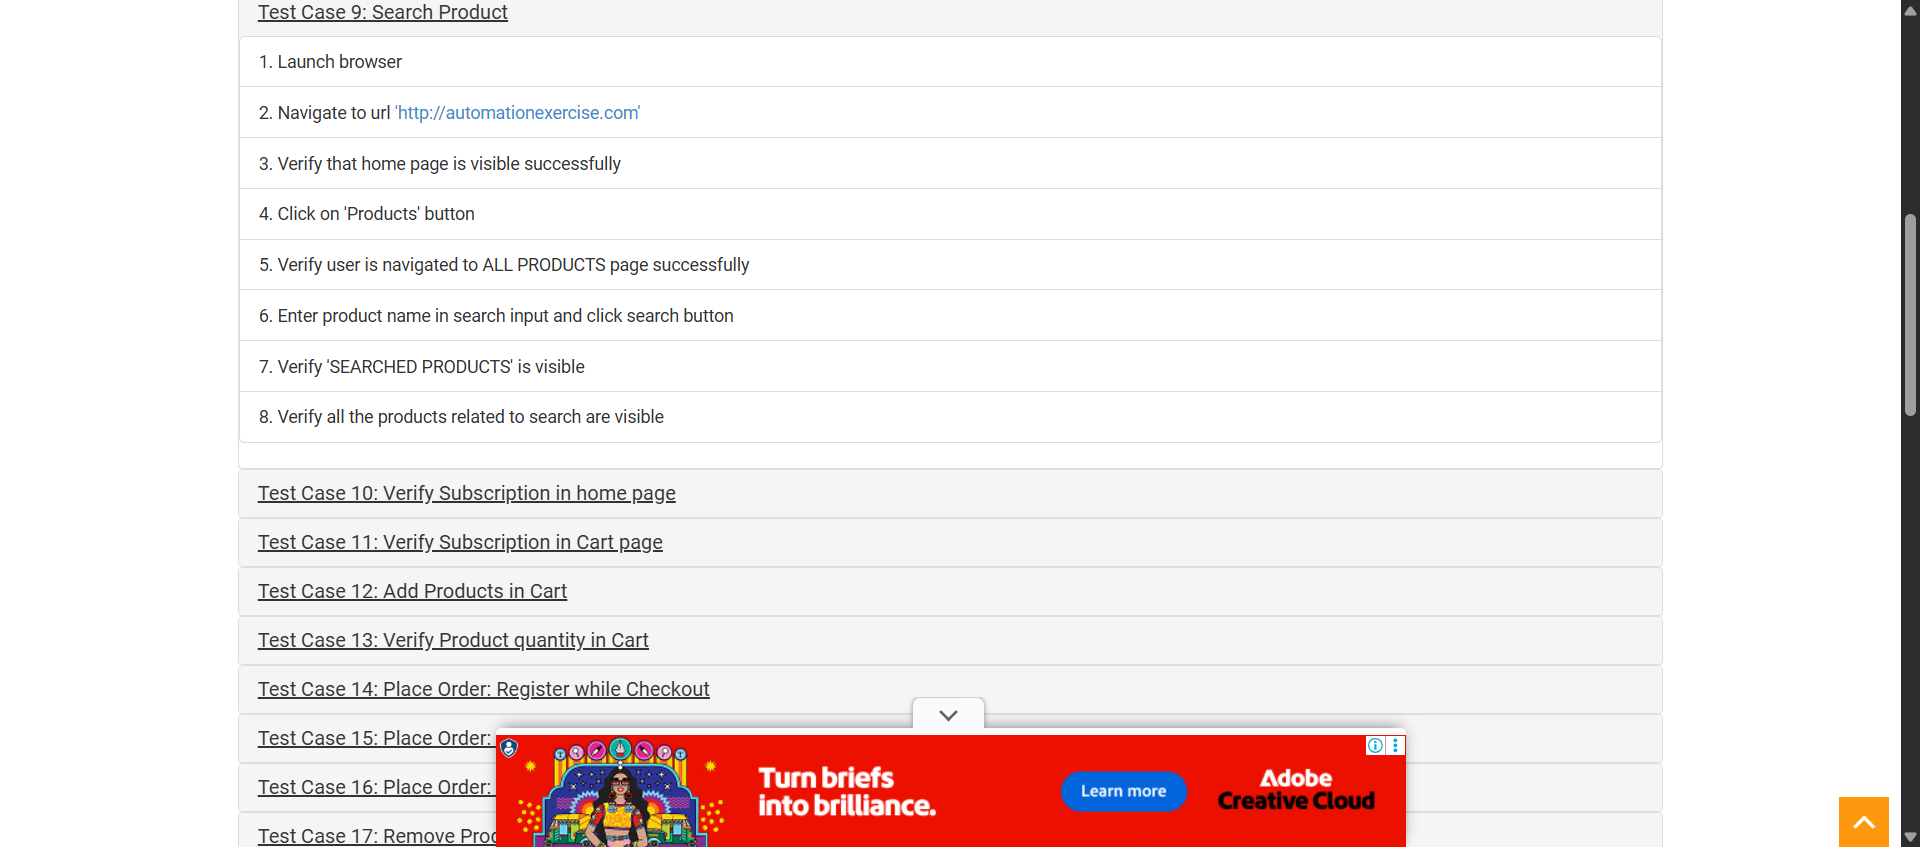 Test Case 9: Search Product
1. Launch browser
2. Navigate to url 'http://automationexercise.com'
3. Verify that home page is visible successfully
4. Click on 'Products' button
5. Verify user is navigated to ALL PRODUCTS page successfully
6. Enter product name in search input and click search button
7. Verify 'SEARCHED PRODUCTS' is visible
8. Verify all the products related to search are visible
Test Case 10: Verify Subscription in home page
Test Case 11: Verify Subscription in Cart page
Test Case 12: Add Products in Cart
Test Case 13: Verify Product quantity in Cart
Test Case 14: Place Order: Register while Checkout
Test Case 15: Place Order:
Test Case 16: Place Order:
Test Case 17: Remove
Turn briefs
into brilliance.
Learn more
Adobe
Creative Cloud